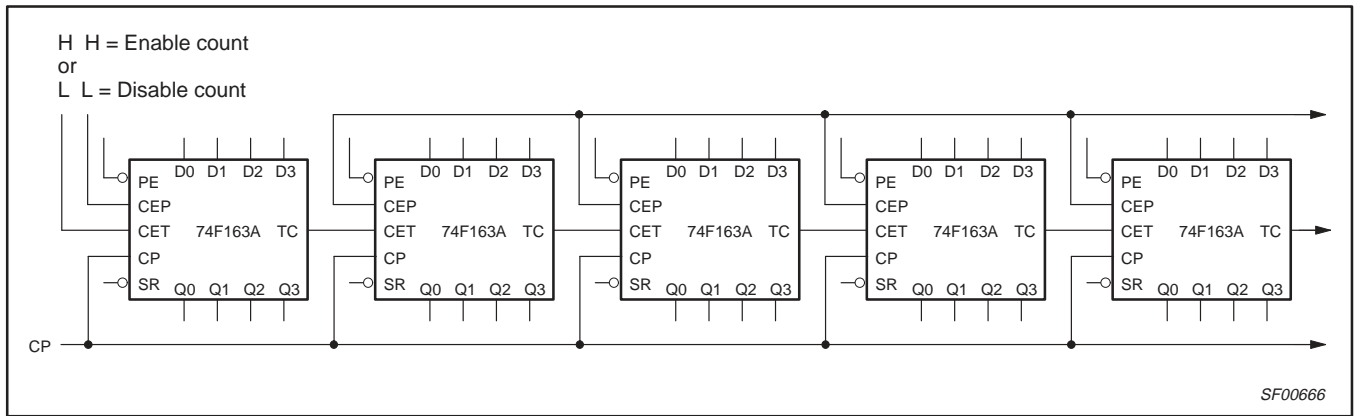 H H = Enable count
or
L L = Disable count
D0 D1 D2 D3
PE
CEP
CET 74F163A TC
CP
SR Q0 Q1 Q2 Q3
D0 D1 D2 D3
PE
CEP
CET 74F163A TC
CP
SR Q0 Q1 Q2 Q3
D0 D1 D2 D3
PE
CEP
CET 74F163A TC
CP
SR Q0 Q1 Q2 Q3
D0 D1 D2 D3
PE
CEP
CET 74F163A TC
CP
SR Q0 Q1 Q2 Q3
D0 D1 D2 D3
PE
CEP
CET 74F163A TC
CP
SR Q0 Q1 Q2 Q3
CP
SF00666